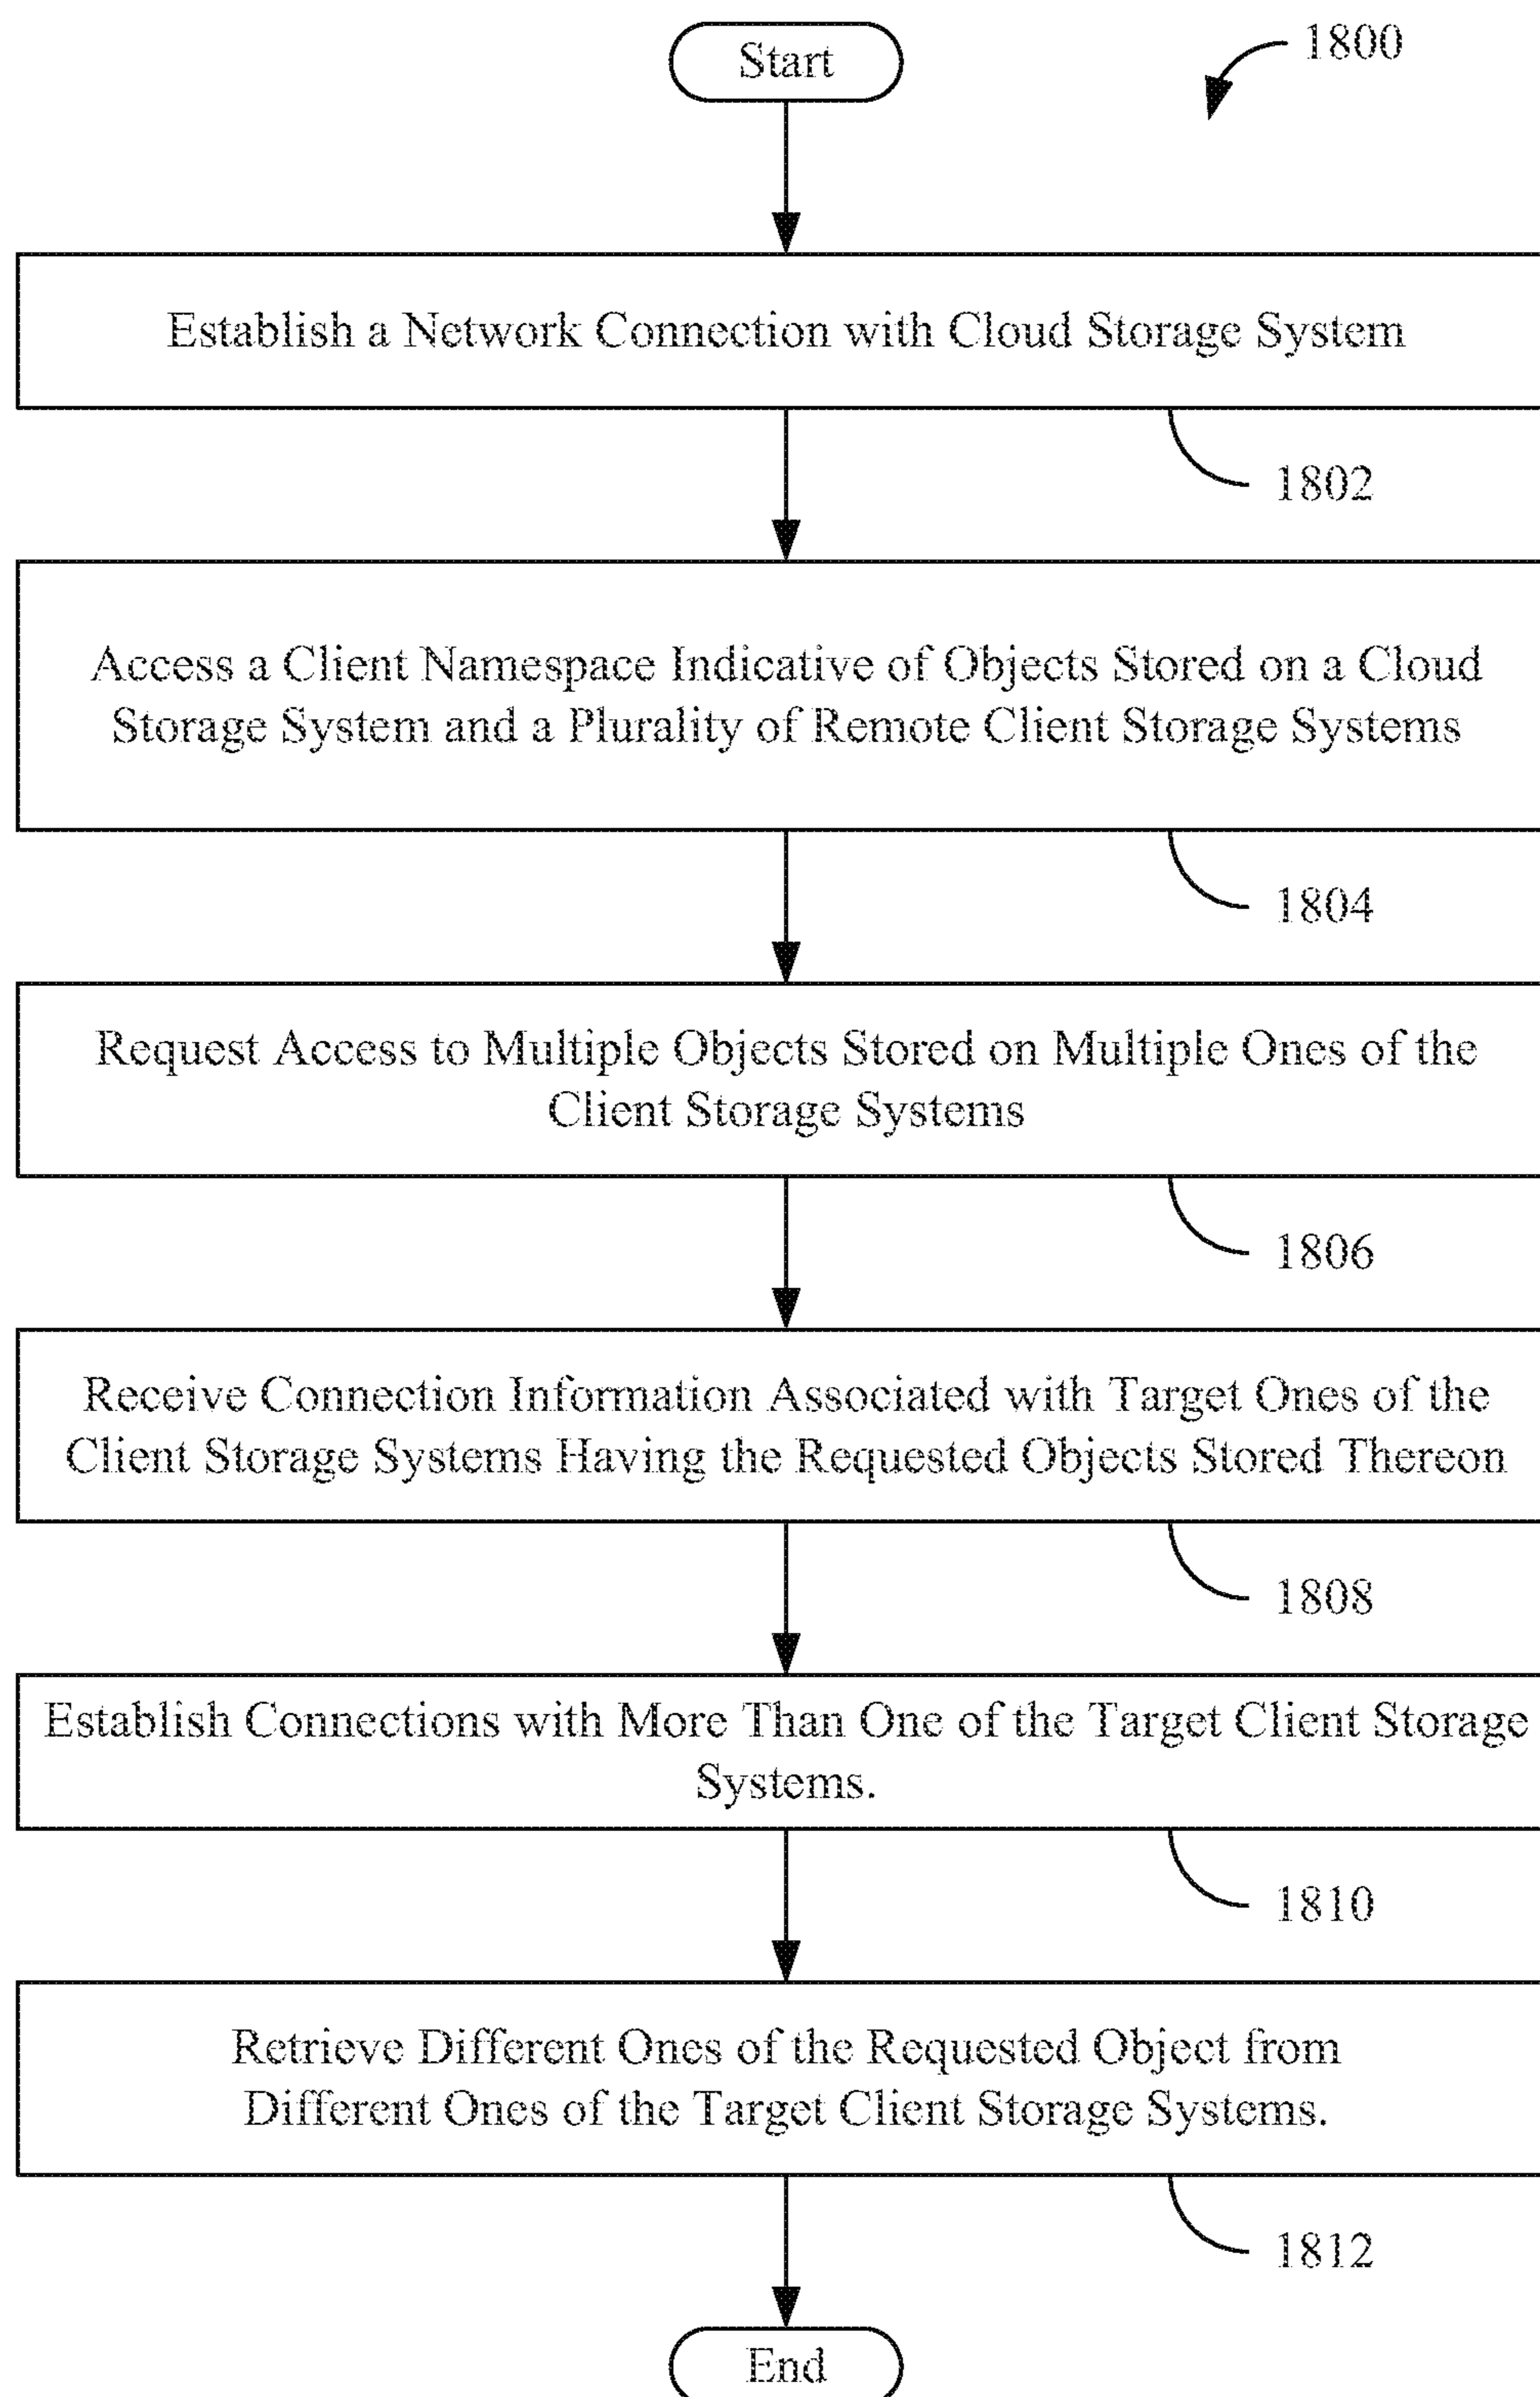 Start
1800
Establish a Network Connection with Cloud Storage System
1802
Access a Client Namespace Indicative of Objects Stored on a Cloud
Storage System and a Plurality of Remote Client Storage Systems
1804
Request Access to Multiple Objects Stored on Multiple Ones of the
Client Storage Systems
1806
Receive Connection Information Associated with Target Ones of the
Client Storage Systems Having the Requested Objects Stored Thereon
1808
Establish Connections with More Than One of the Target Client Storage
Systems.
1810
Retrieve Different Ones of the Requested Object from
Different Ones of the Target Client Storage Systems.
1812
End